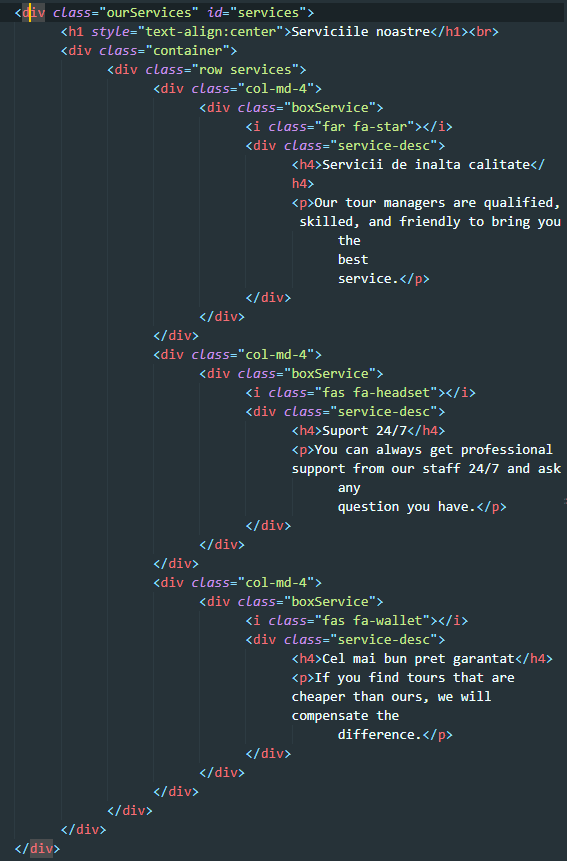 <div class="ourServices" id="services">
<h1 style="text-align:center">Serviciile noastre</h1><br>
<div class="container">
<div class="row services">
<div class="col-md-4">
<div class="boxService">
<i class="far fa-star"></i>
<div class="service-desc">
<h4>Servicii de inalta calitate</
h4>
<p>Our tour managers are qualified,
skilled, and friendly to bring you
the
best
service.</p>
</div>
</div>
</div>
<div class="col-md-4">
<div class="boxService">
<i class="fas fa-headset"></i>
<div class="service-desc">
<h4>Suport 24/7</h4>
<p>You can always get professional
support from our staff 24/7 and ask
any
question you have.</p>
</div>
</div>
</div>
<div class="col-md-4">
<div class="boxService">
<i class="fas fa-wallet"></i>
<div class="service-desc">
<h4>Cel mai bun pret garantat</h4>
<p>If you find tours that are
cheaper than ours, we will
compensate the
difference.</p>
</div>
</div>
</div>
</div>
</div>
</div>